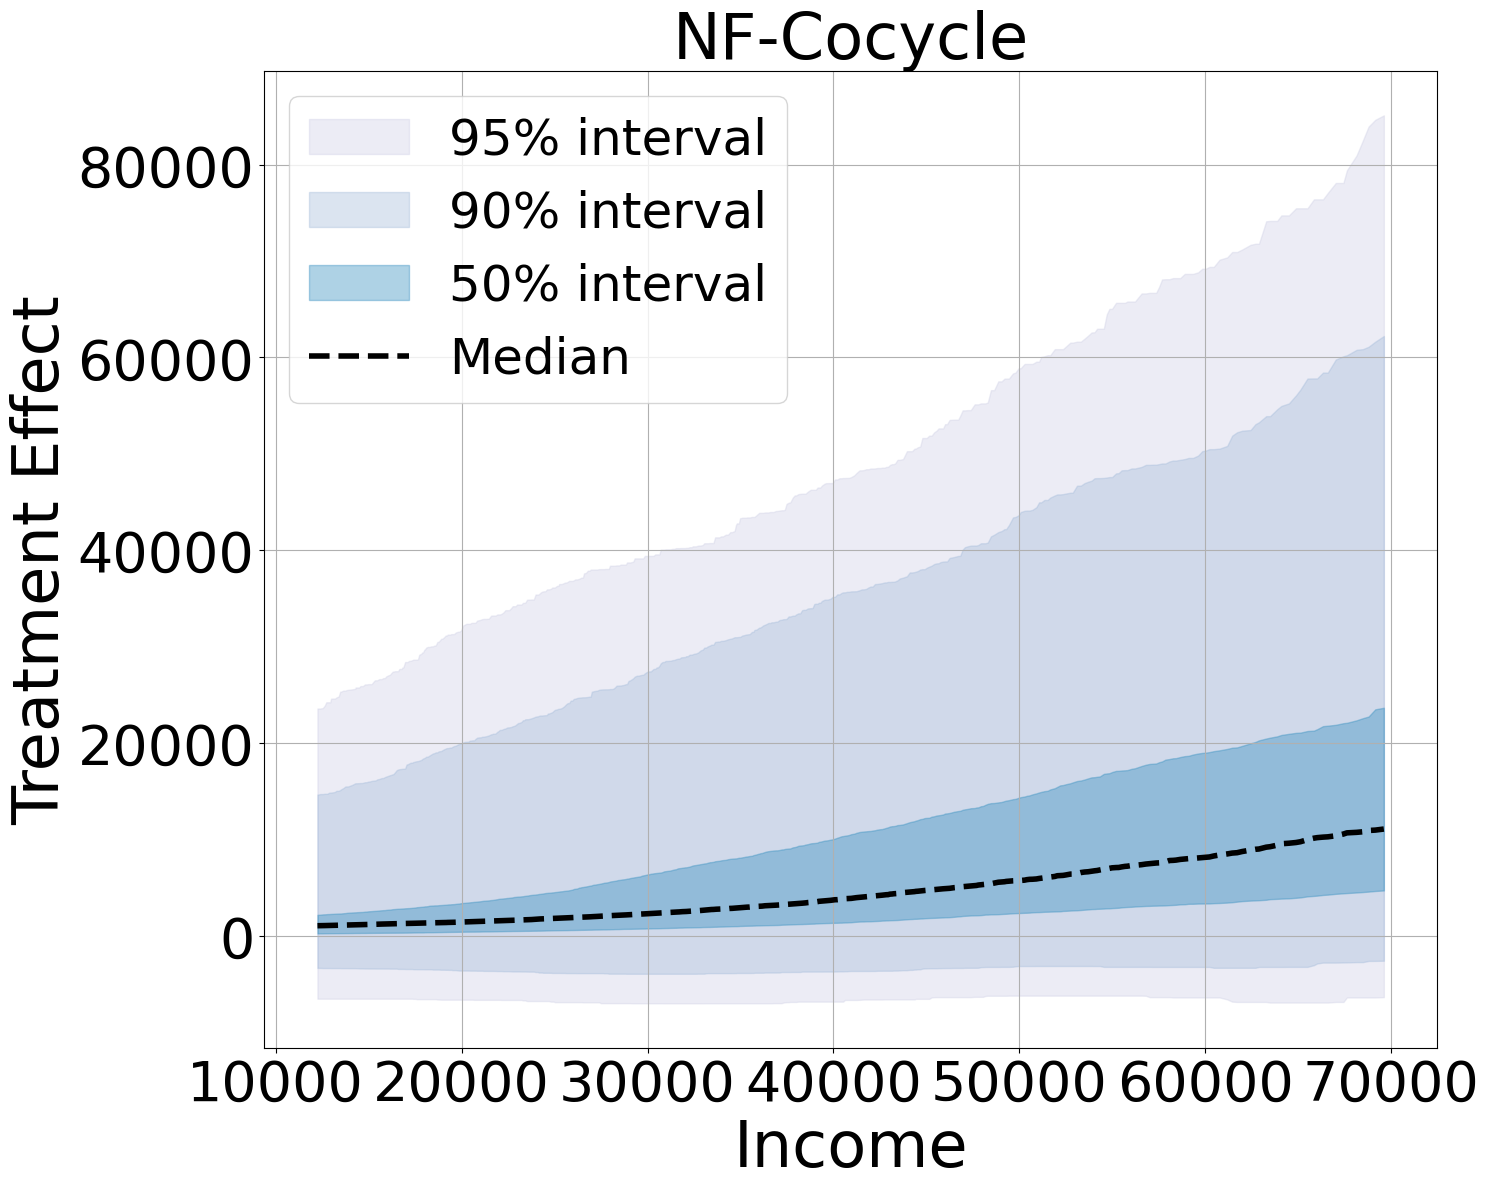 NF-Cocycle
95% interval
90% interval
50% interval
Median
Treatment Effect
80000
60000
40000
20000
0
10000 20000 30000 40000 50000 60000 70000
Income